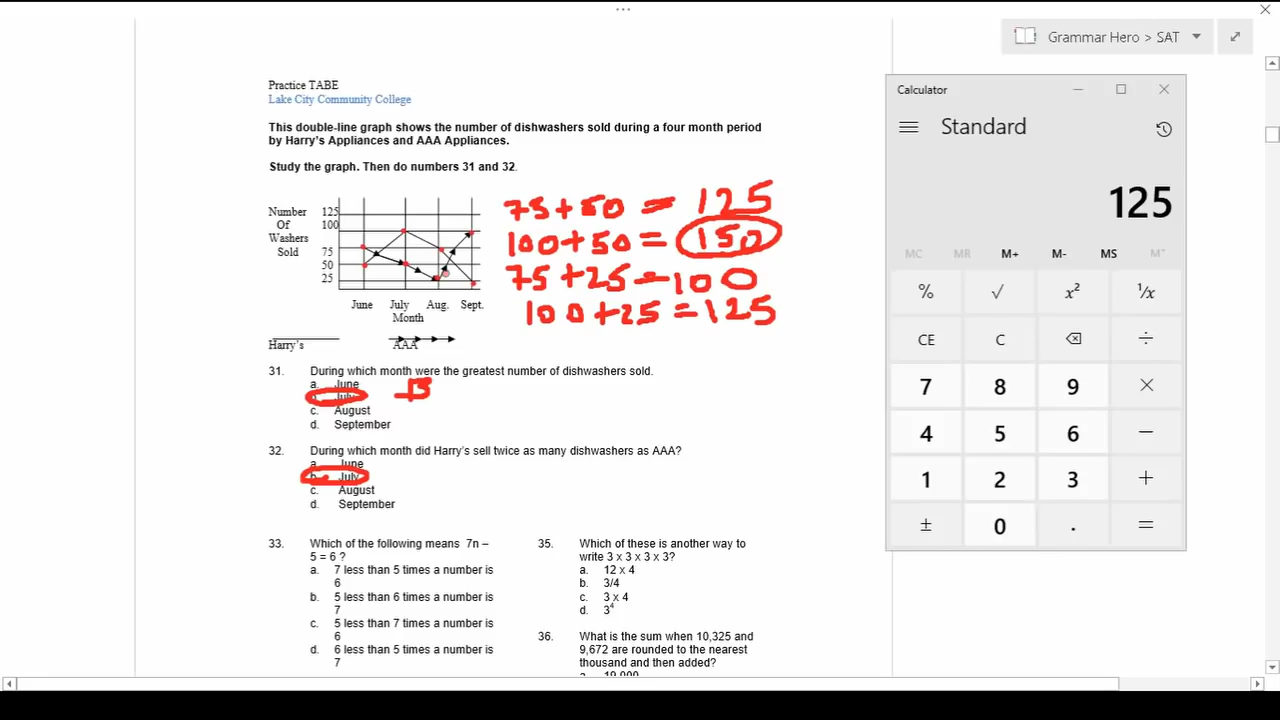 Grammar Hero > SAT
Practice TABE
Lake City Community College
This double-line graph shows the number of dishwashers sold during a four month period
by Harry's Appliances and AAA Appliances.
Study the graph. Then do numbers 31 and 32.
Number 125
Of 100
Washers
Sold 75
50
25
June July Aug. Sept.
Month
Harry's AAA
75+50 = 125
100+50 = 150
75+25 = 100
100+25 = 125
31. During which month were the greatest number of dishwashers sold.
a. June
July
c. August
d. September
32. During which month did Harry's sell twice as many dishwashers as AAA?
a. June
b. July
c. August
d. September
33. Which of the following means 7n –
5 = 6 ?
a. 7 less than 5 times a number is
6
b. 5 less than 6 times a number is
7
c. 5 less than 7 times a number is
6
d. 6 less than 5 times a number is
7
35. Which of these is another way to
write 3 x 3 x 3 x 3?
a. 12 x 4
b. 3/4
c. 3 x 4
d. 3⁴
36. What is the sum when 10,325 and
9,672 are rounded to the nearest
thousand and then added?
a. 19,000
Calculator
Standard
125
MC MR M+ M- MS M˅
% √ x² ¹/x
CE C ⌫ ÷
7 8 9 ×
4 5 6 −
1 2 3 +
± 0 . =